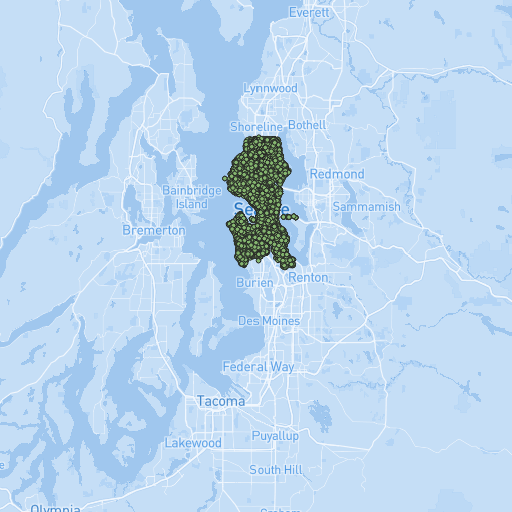 Everett
Lynnwood
Shoreline
Bothell
Redmond
Bainbridge
Island
Sammamish
Bremerton
Renton
Burien
Des Moines
Federal Way
Tacoma
Puyallup
Lakewood
South Hill
Olympia